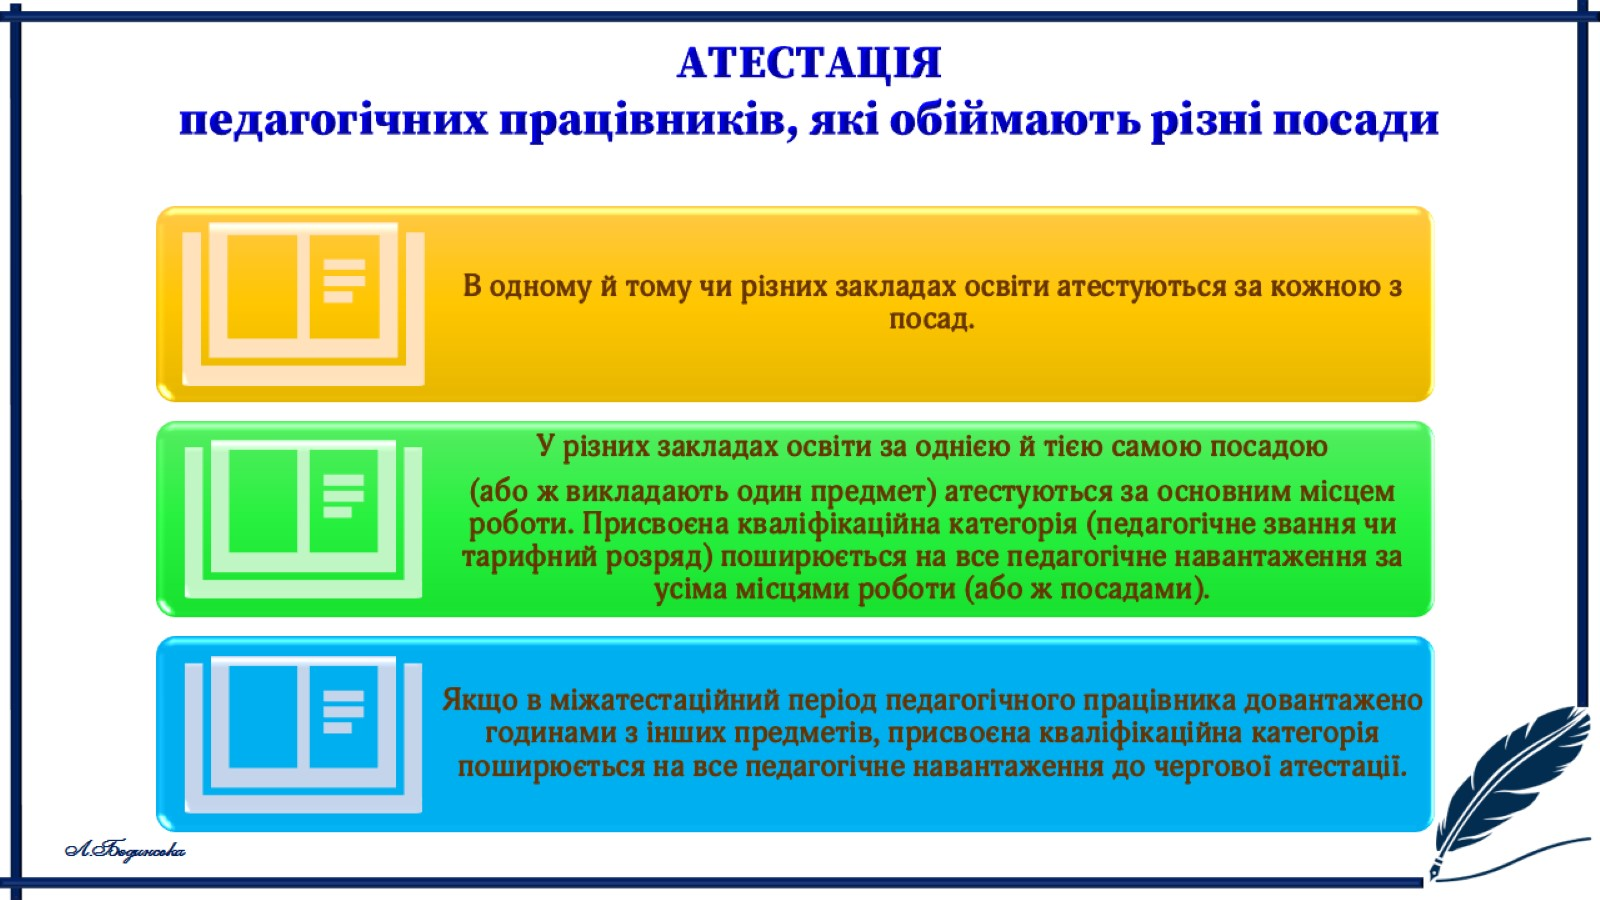 АТЕСТАЦІЯ
педагогічних працівників, які обіймають різні посади
В одному й тому чи різних закладах освіти атестуються за кожною з
посад.
У різних закладах освіти за однією й тією самою посадою
(або ж викладають один предмет) атестуються за основним місцем
роботи. Присвоєна кваліфікаційна категорія (педагогічне звання чи
тарифний розряд) поширюється на все педагогічне навантаження за
усіма місцями роботи (або ж посадами).
Якщо в міжатестаційний період педагогічного працівника довантажено
годинами з інших предметів, присвоєна кваліфікаційна категорія
поширюється на все педагогічне навантаження до чергової атестації.
Л.Бодинська